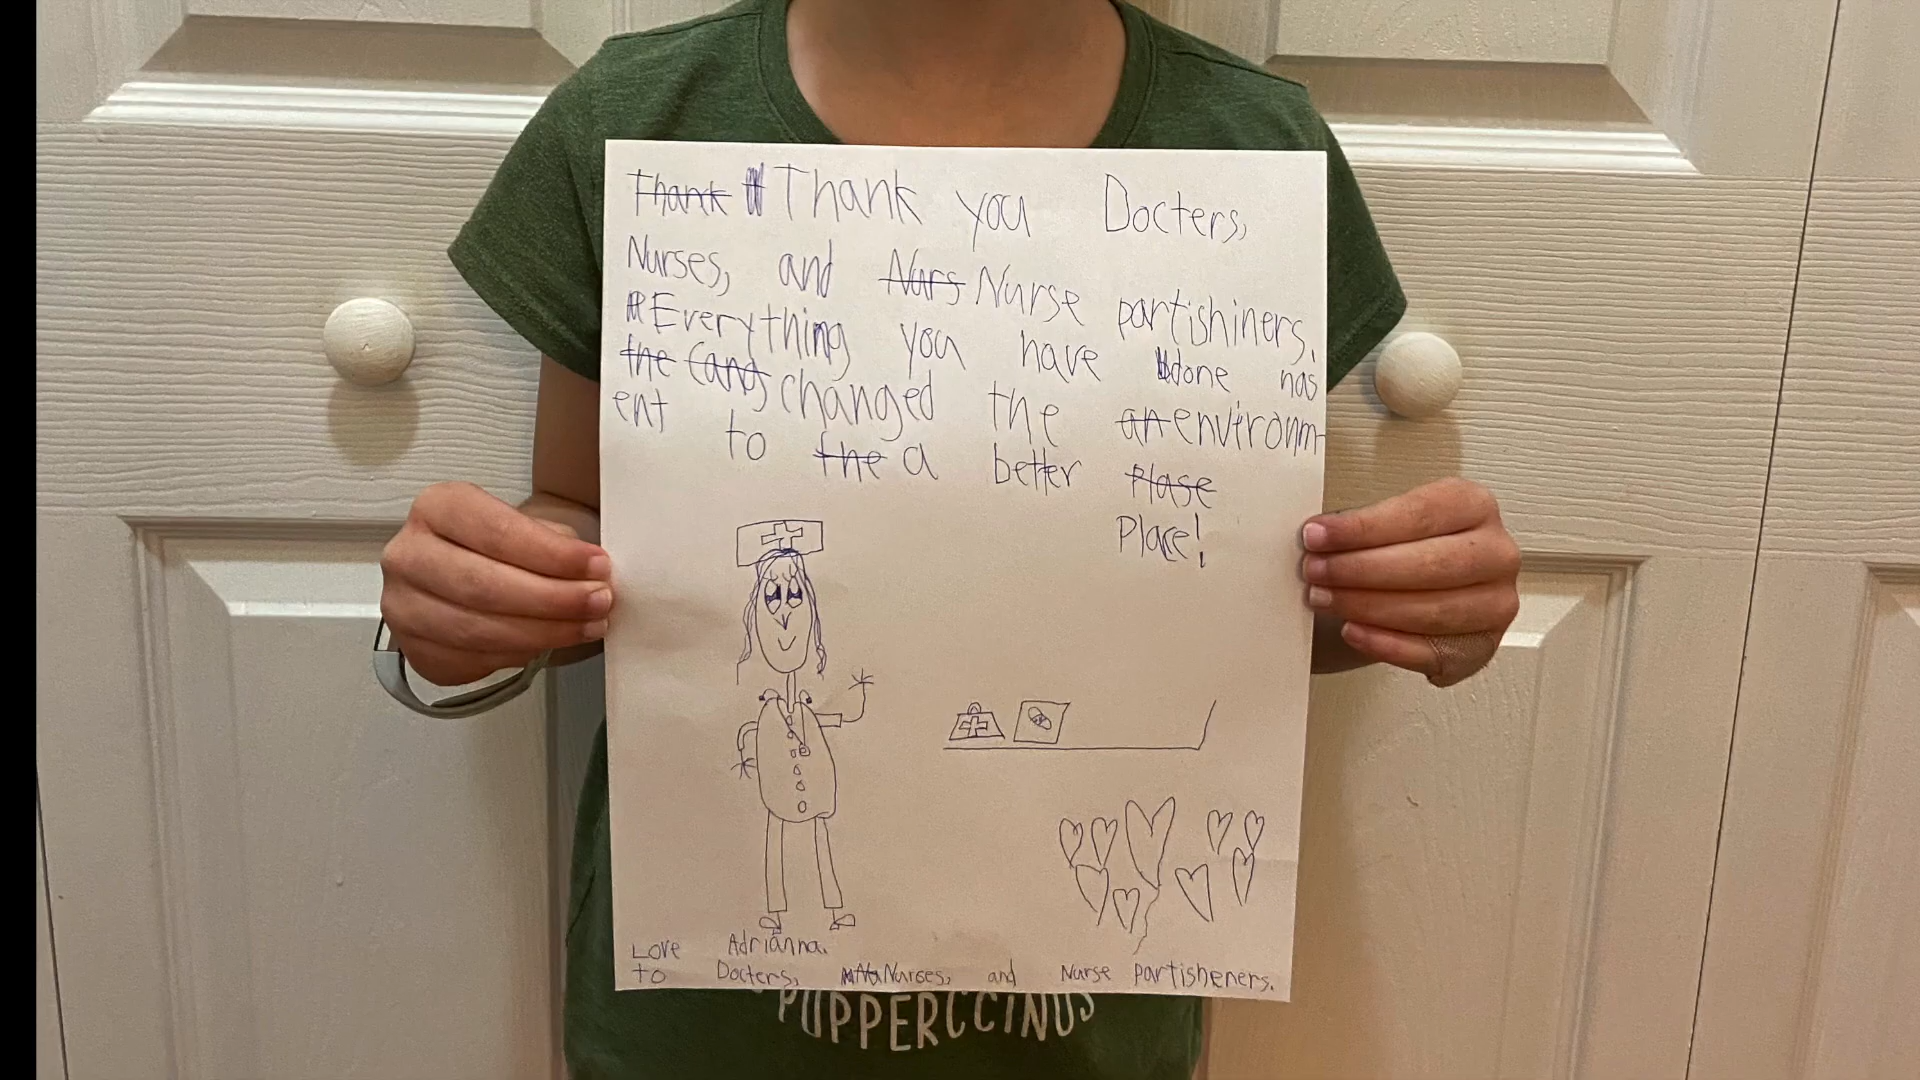 Thank Thank you Docters,
Nurses, and Nurs Nurse partishiners.
Everything you have done has
the Cang changed the an environm-
ent to the a better Plase
Place!
Love Adrianna.
to Docters, Nurses, and Nurse partisheners.
PUPPERCCINOS